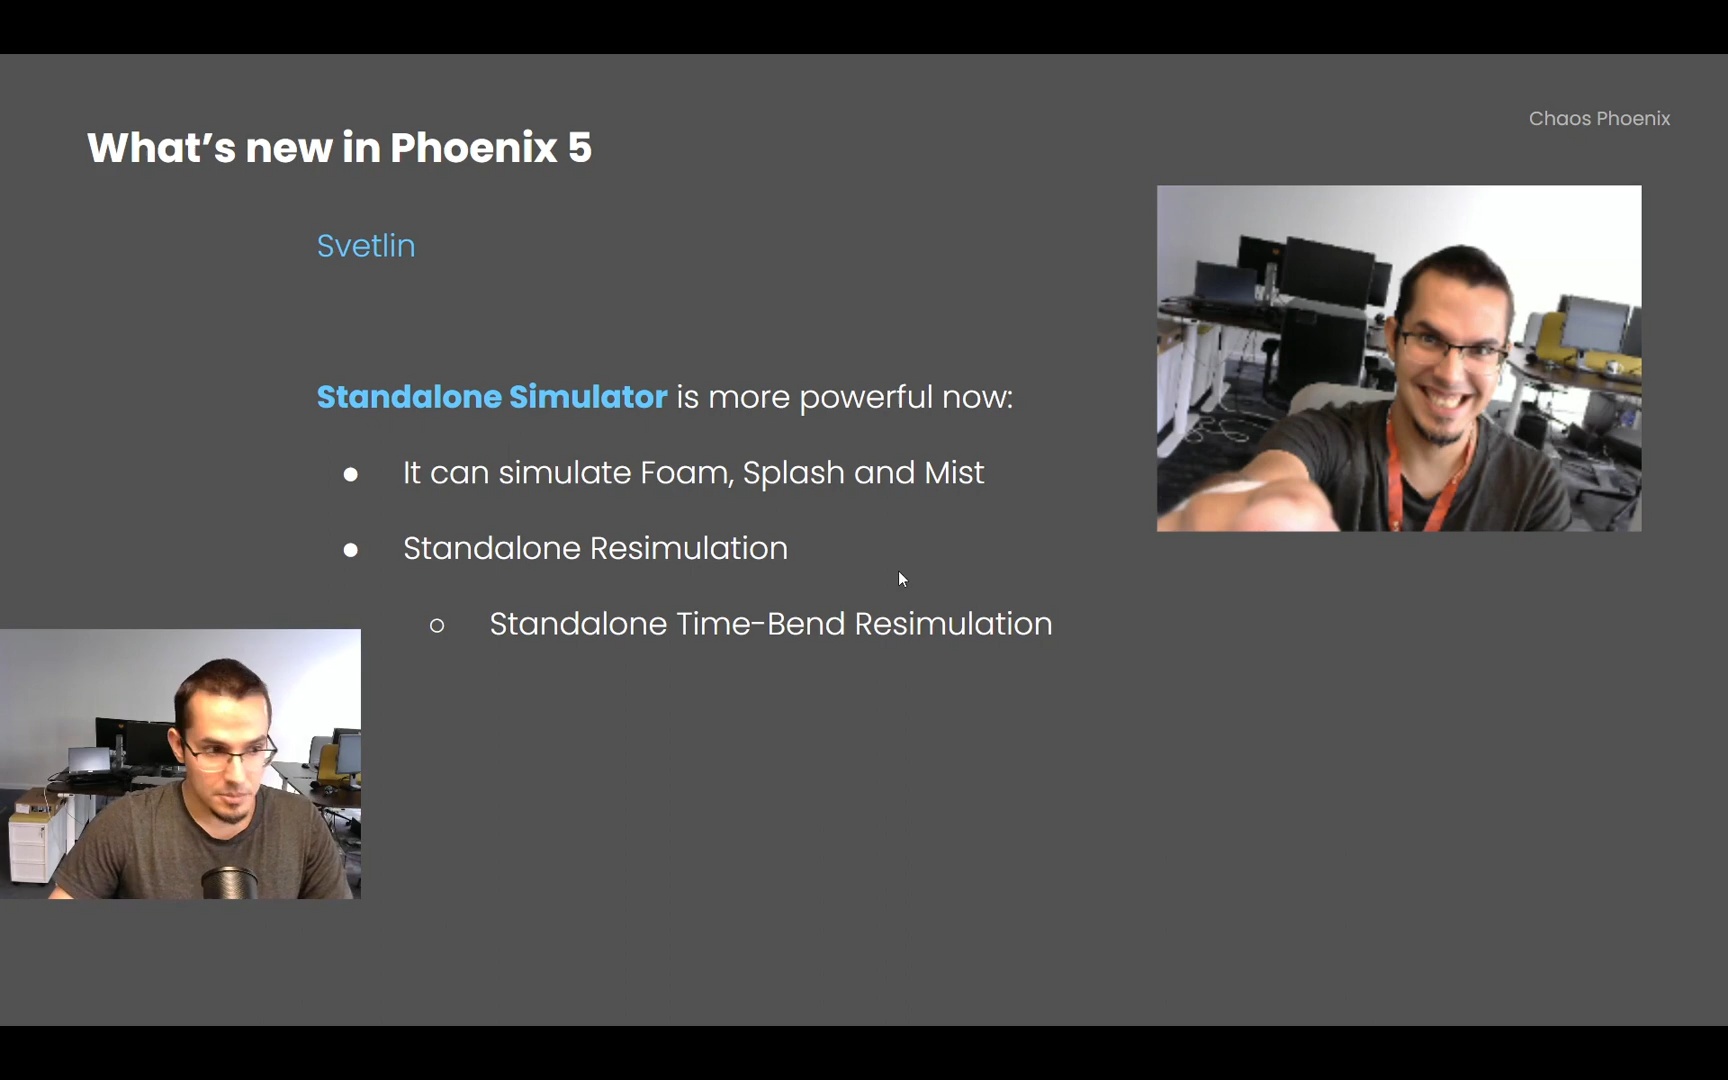 Chaos Phoenix
What’s new in Phoenix 5
Svetlin
Standalone Simulator is more powerful now:
● It can simulate Foam, Splash and Mist
● Standalone Resimulation
○ Standalone Time-Bend Resimulation